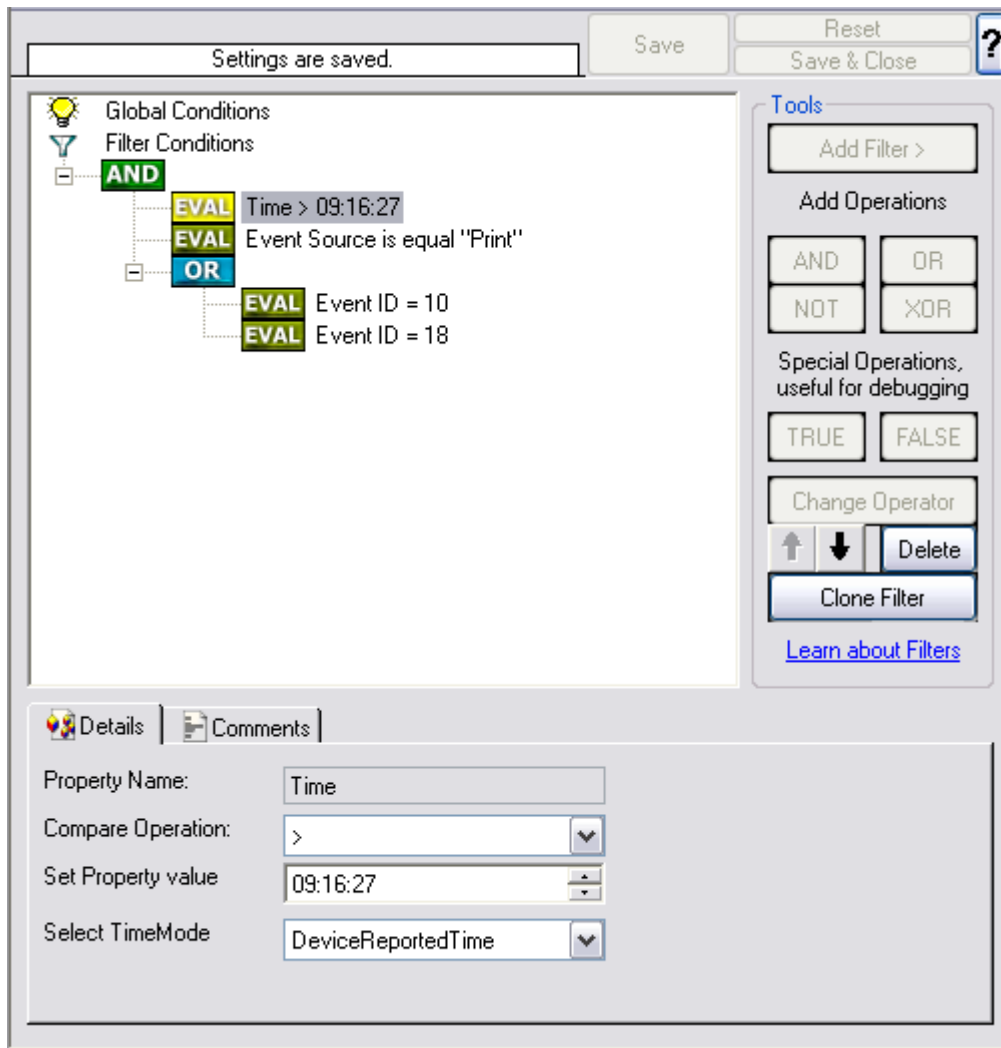 Settings are saved.
Save
Reset
Save & Close
?
Global Conditions
Filter Conditions
AND
EVAL Time > 09:16:27
EVAL Event Source is equal "Print"
OR
EVAL Event ID = 10
EVAL Event ID = 18
Tools
Add Filter >
Add Operations
AND OR
NOT XOR
Special Operations,
useful for debugging
TRUE FALSE
Change Operator
Delete
Clone Filter
Learn about Filters
Details Comments
Property Name: Time
Compare Operation: >
Set Property value 09:16:27
Select TimeMode DeviceReportedTime